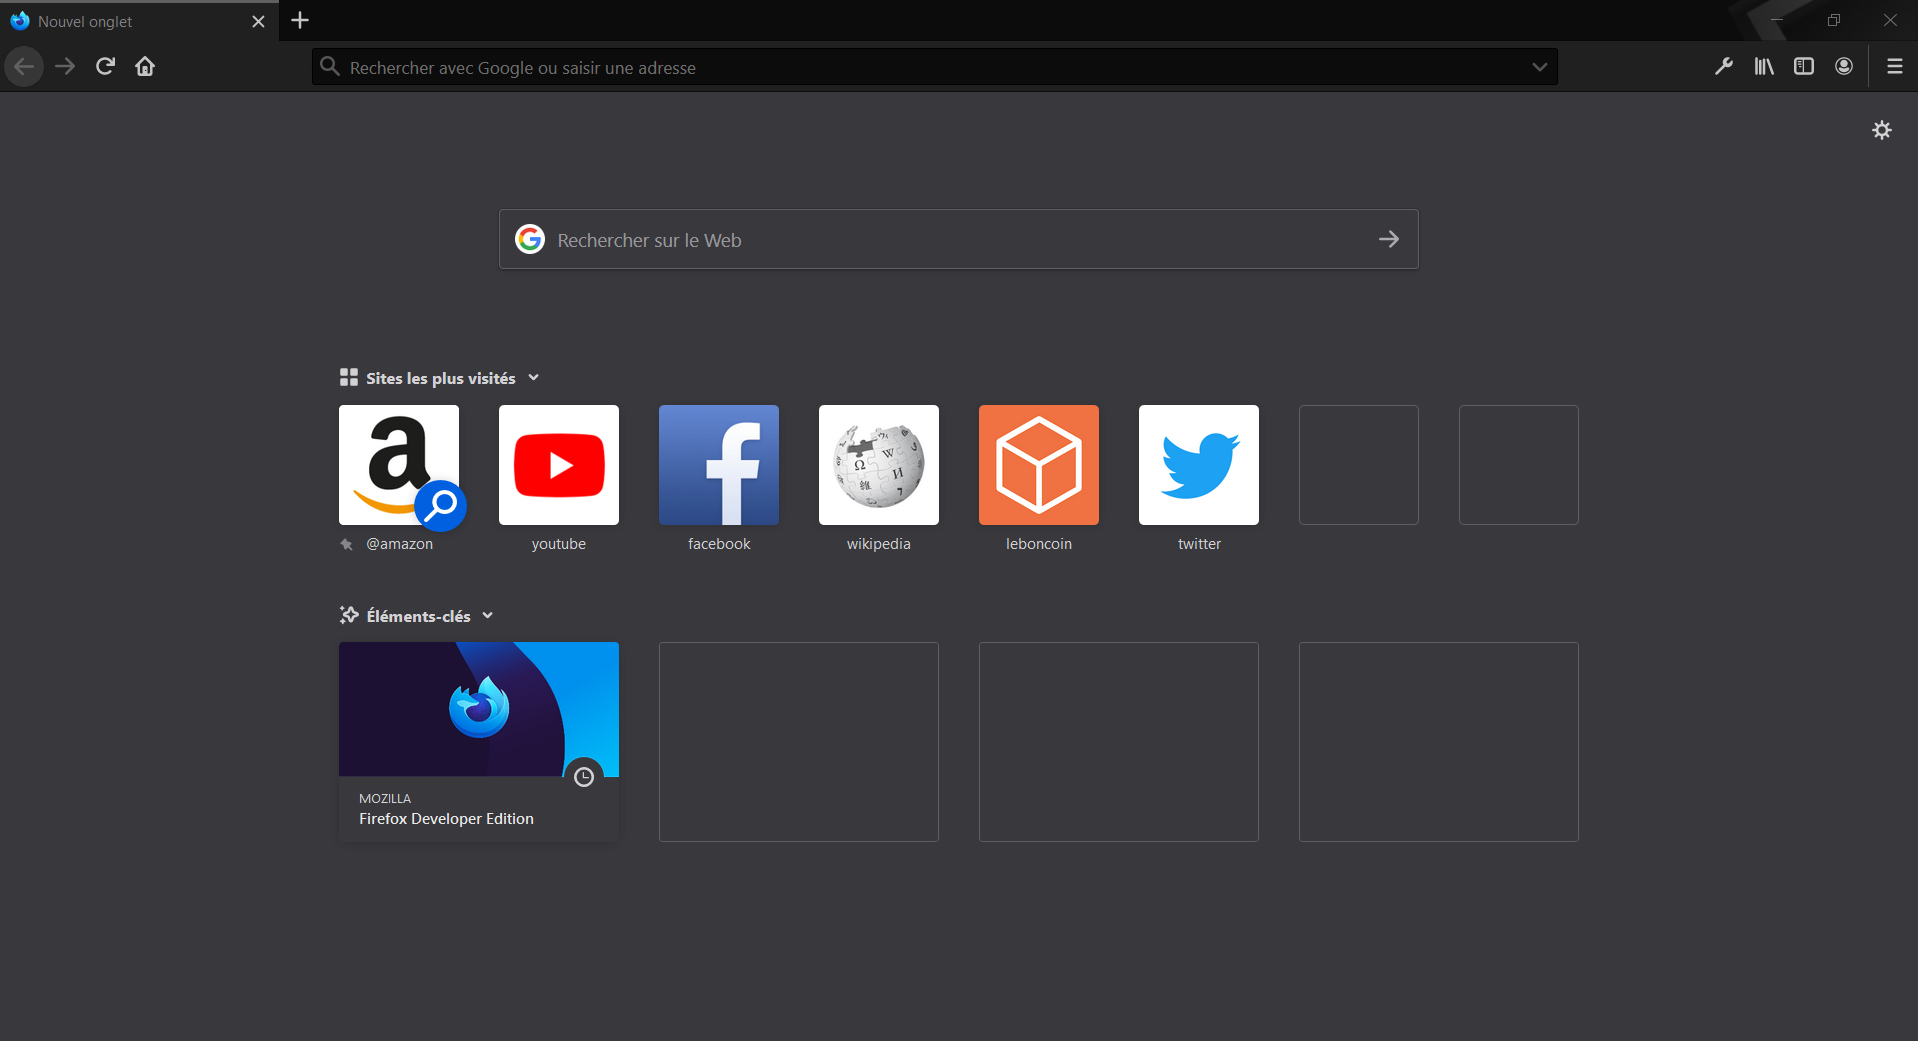 Nouvel onglet
Rechercher avec Google ou saisir une adresse
Rechercher sur le Web
Sites les plus visités
@amazon
youtube
facebook
wikipedia
leboncoin
twitter
Éléments-clés
MOZILLA
Firefox Developer Edition